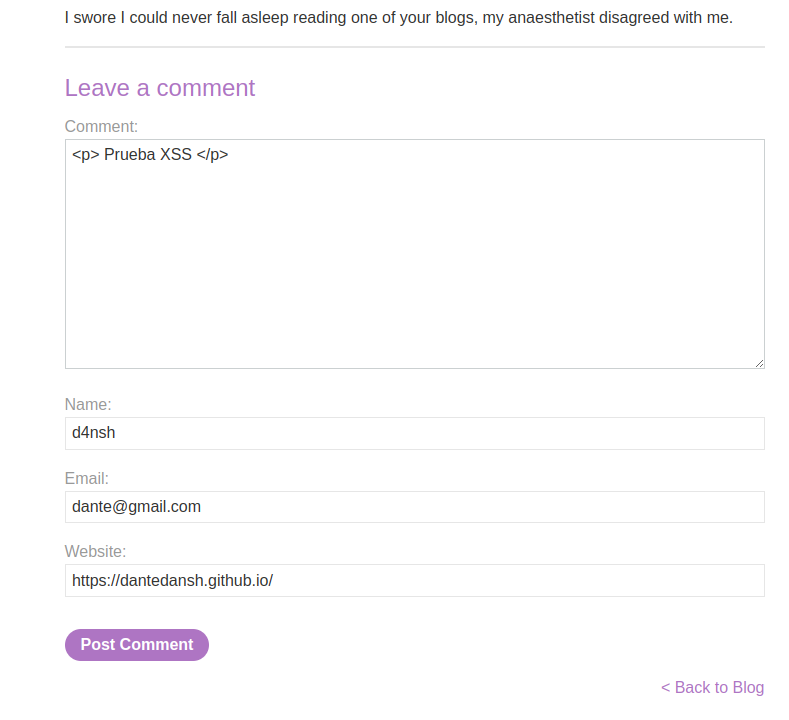 I swore I could never fall asleep reading one of your blogs, my anaesthetist disagreed with me.
Leave a comment
Comment:
<p> Prueba XSS </p>
Name:
d4nsh
Email:
dante@gmail.com
Website:
https://dantedansh.github.io/
Post Comment
< Back to Blog